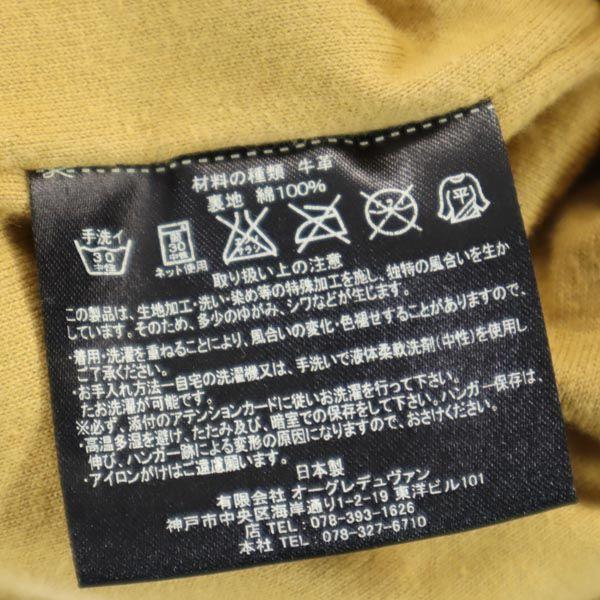 材料の種類 牛革
裏地 綿100%
手洗イ
30
中性
30
中性
ネット使用
エンソ
サラシ
平
取り扱い上の注意
この製品は、生地加工・洗い・染め等の特殊加工を施し、独特の風合いを生か
しています。そのため、多少のゆがみ、シワなどが生じます。
・着用・洗濯を重ねることにより、風合いの変化・色褪せすることがありますので、
ご了承ください。
・お手入れ方法ー自宅の洗濯機又は、手洗いで液体柔軟洗剤(中性)を使用し
たお洗濯が可能です。
※必ず、添付のアテンションカードに従いお洗濯を行って下さい。
・高温多湿を避け、たたみ及び、暗室での保存をして下さい。ハンガー保存は、
伸び、ハンガー跡による変形の原因になりますので、おさけください。
・アイロンがけはご遠慮願います。
日本製
有限会社 オーグレデュヴァン
神戸市中央区海岸通り1-2-19 東洋ビル101
店 TEL: 078-393-1626
本社 TEL: 078-327-6710